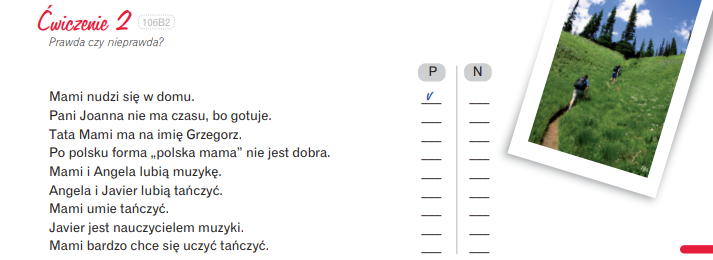 Ćwiczenie 2 106B2
Prawda czy nieprawda?
P N
Mami nudzi się w domu. v
Pani Joanna nie ma czasu, bo gotuje.
Tata Mami ma na imię Grzegorz.
Po polsku forma „polska mama” nie jest dobra.
Mami i Angela lubią muzykę.
Angela i Javier lubią tańczyć.
Mami umie tańczyć.
Javier jest nauczycielem muzyki.
Mami bardzo chce się uczyć tańczyć.